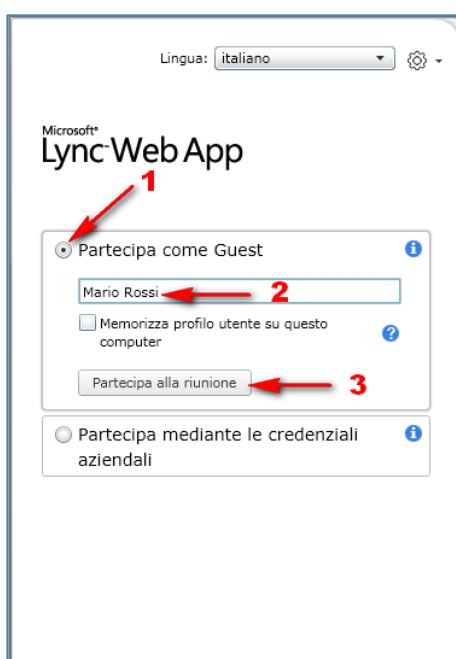 Lingua: italiano
Microsoft®
Lync™ Web App
1
Partecipa come Guest
Mario Rossi
2
Memorizza profilo utente su questo
computer
Partecipa alla riunione
3
Partecipa mediante le credenziali
aziendali